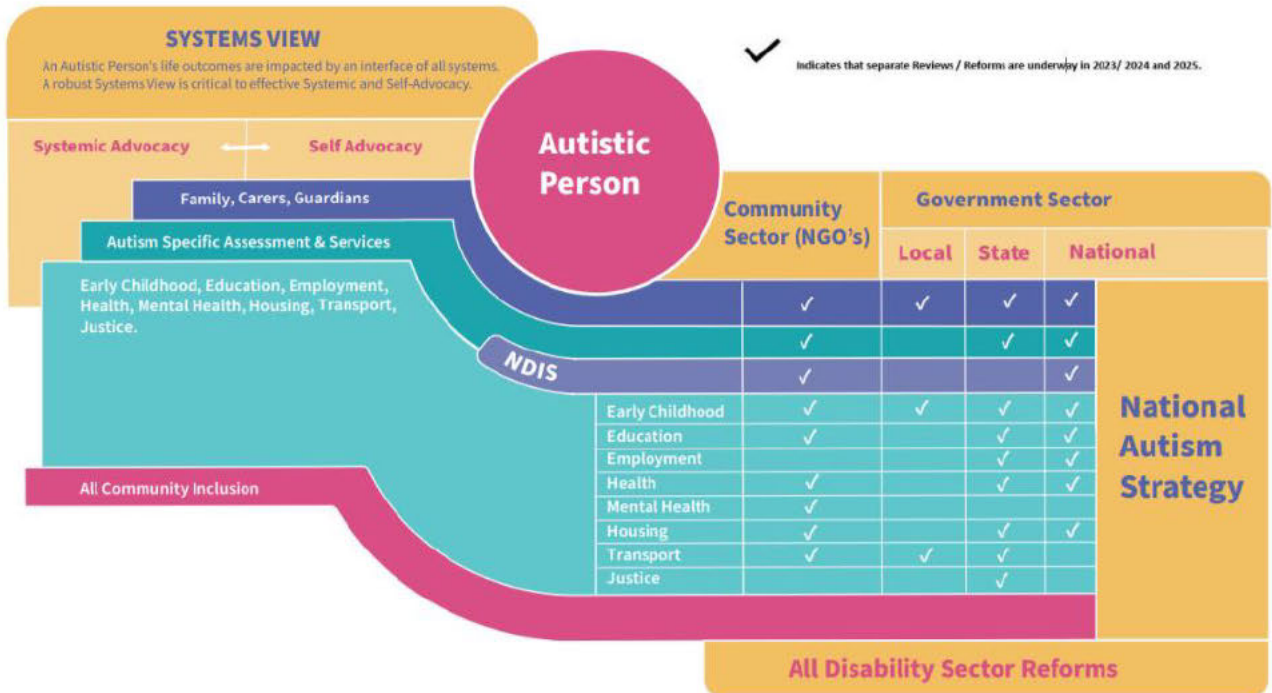 SYSTEMS VIEW
An Autistic Person's life outcomes are impacted by an interface of all systems.
A robust Systems View is critical to effective Systemic and Self-Advocacy.
✓ Indicates that separate Reviews / Reforms are underway in 2023/ 2024 and 2025.
Systemic Advocacy
Self Advocacy
Autistic
Person
Family, Carers, Guardians
Autism Specific Assessment & Services
Early Childhood, Education, Employment,
Health, Mental Health, Housing, Transport,
Justice.
All Community Inclusion
Community
Sector (NGO's)
Government Sector
Local State National
✓ ✓ ✓ ✓
✓ ✓ ✓
NDIS ✓ ✓
Early Childhood ✓ ✓ ✓ ✓
Education ✓ ✓ ✓
Employment ✓ ✓
Health ✓ ✓ ✓
Mental Health ✓
Housing ✓ ✓ ✓
Transport ✓ ✓ ✓
Justice ✓
National
Autism
Strategy
All Disability Sector Reforms